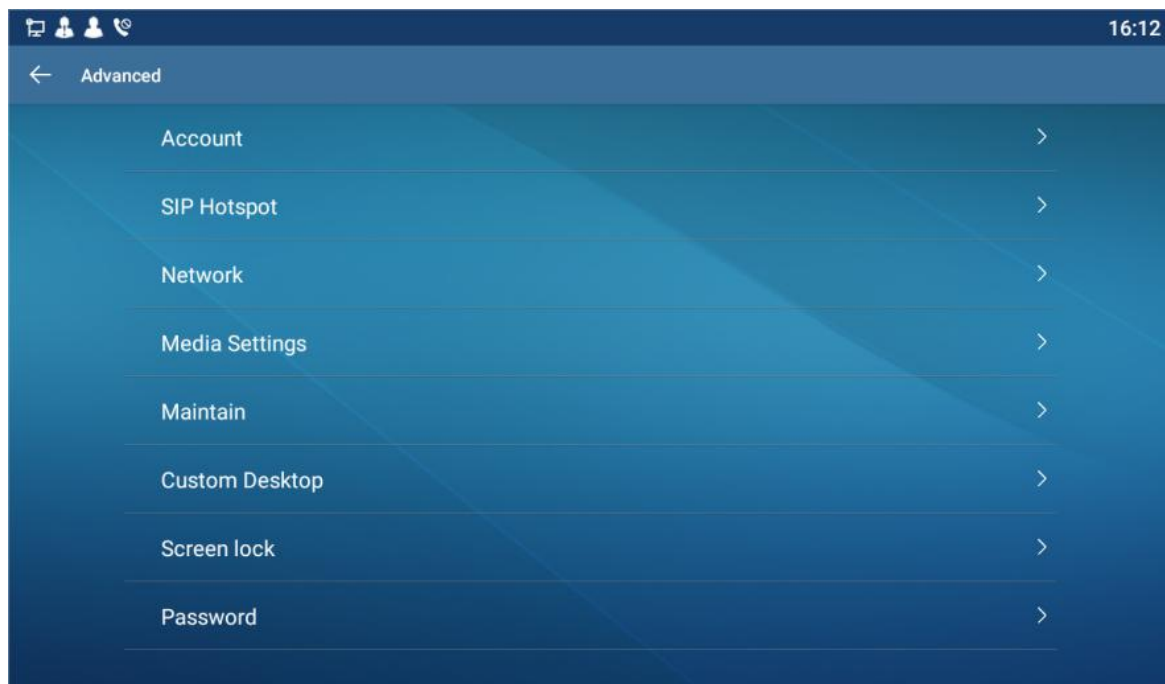 16:12
Advanced
Account
SIP Hotspot
Network
Media Settings
Maintain
Custom Desktop
Screen lock
Password